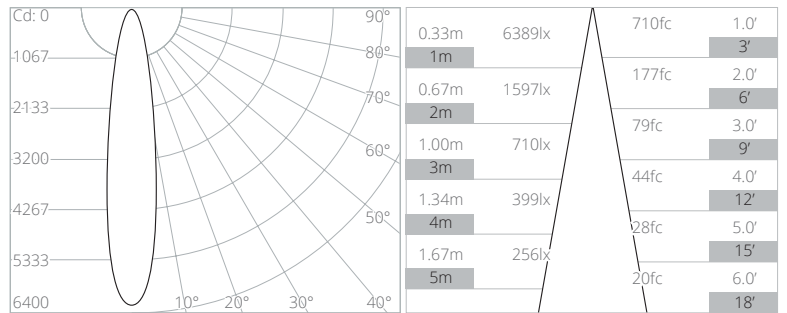 Cd: 0
1067
2133
3200
4267
5333
6400
90°
80°
70°
60°
50°
10° 20° 30° 40°
0.33m 6389lx
1m
0.67m 1597lx
2m
1.00m 710lx
3m
1.34m 399lx
4m
1.67m 256lx
5m
710fc 1.0’
3’
177fc 2.0’
6’
79fc 3.0’
9’
44fc 4.0’
12’
28fc 5.0’
15’
20fc 6.0’
18’